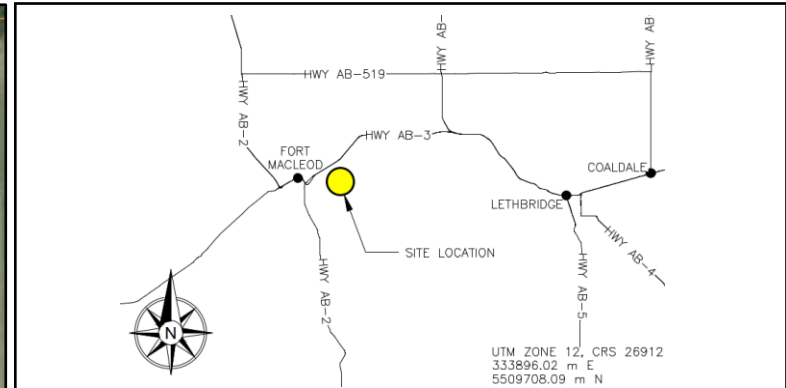 HWY AB-
HWY AB
HWY AB-519
HWY AB-2
HWY AB-3
FORT
MACLEOD
COALDALE
LETHBRIDGE
SITE LOCATION
HWY AB-4
HWY AB-2
HWY AB-5
N
UTM ZONE 12, CRS 26912
333896.02 m E
5509708.09 m N